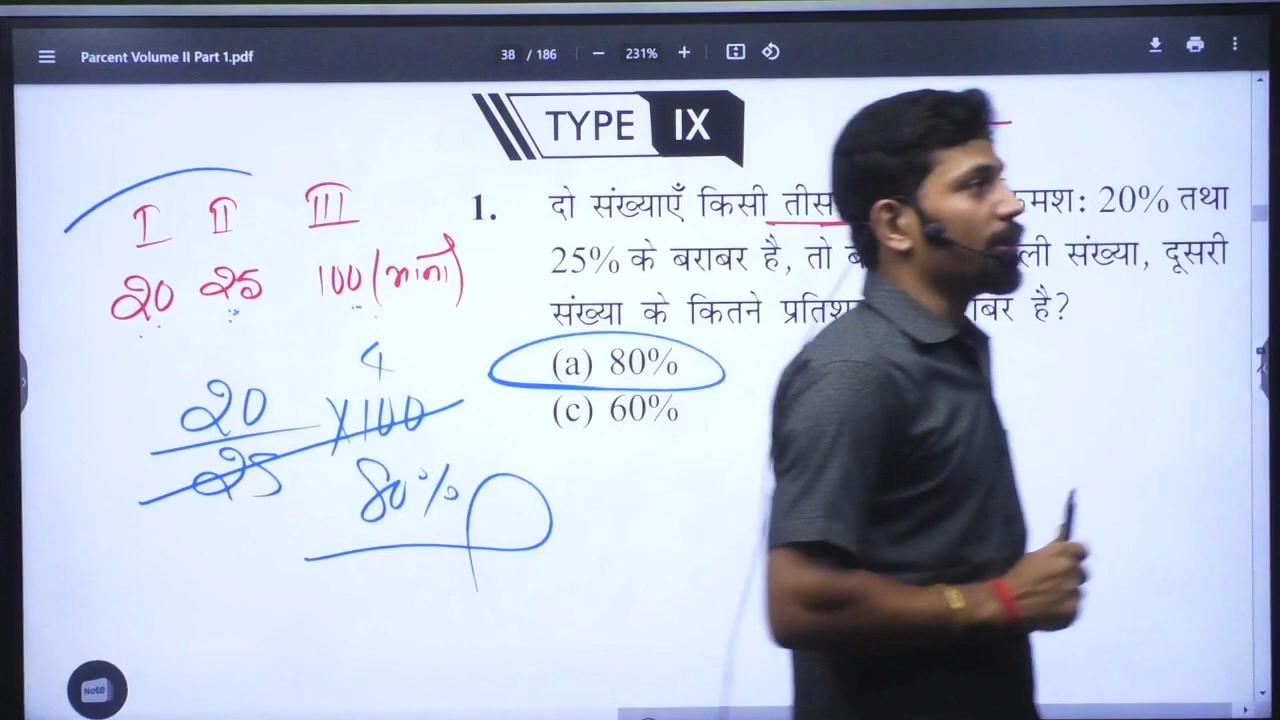 Parcent Volume II Part 1.pdf
38 / 186
231%
TYPE IX
I II III
20 25 100 (माना)
4
20
25
×100
80%
1. दो संख्याएँ किसी तीस मश: 20% तथा
25% के बराबर है, तो ली संख्या, दूसरी
संख्या के कितने प्रतिश बर है?
(a) 80%
(c) 60%
Note